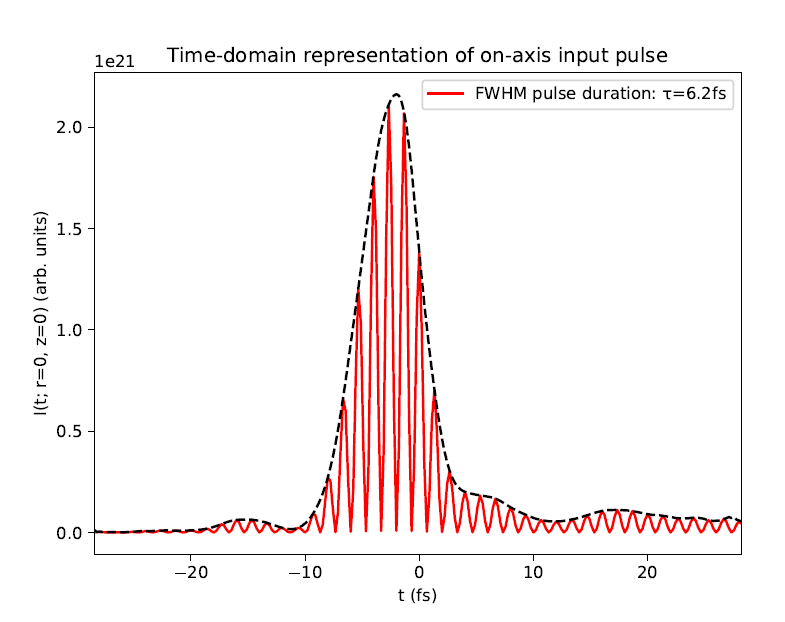 Time-domain representation of on-axis input pulse
1e21
FWHM pulse duration: τ=6.2fs
I(t; r=0, z=0) (arb. units)
2.0
1.5
1.0
0.5
0.0
−20 −10 0 10 20
t (fs)